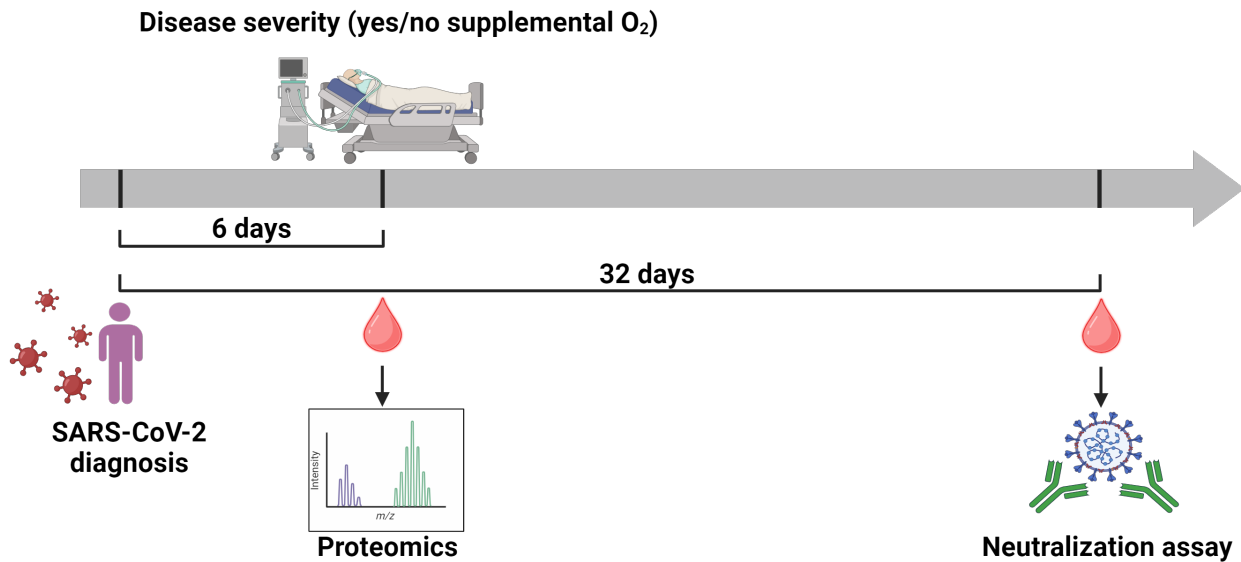 Disease severity (yes/no supplemental O₂)
6 days
32 days
SARS-CoV-2
diagnosis
Intensity
m/z
Proteomics
Neutralization assay